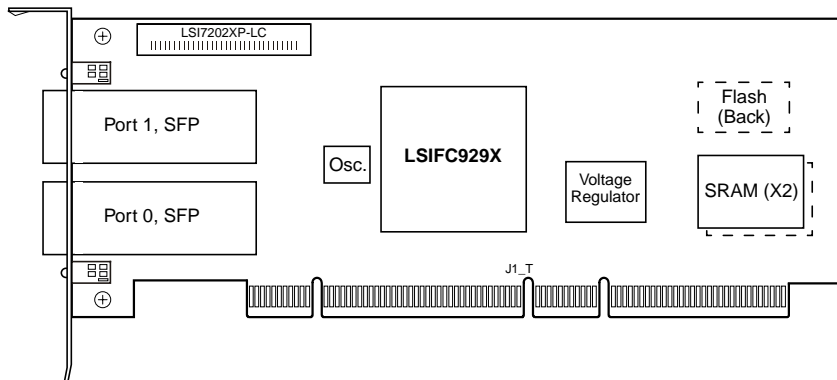 LSI7202XP-LC
Flash
(Back)
Port 1, SFP
Osc.
LSIFC929X
Voltage
Regulator
SRAM (X2)
Port 0, SFP
J1_T